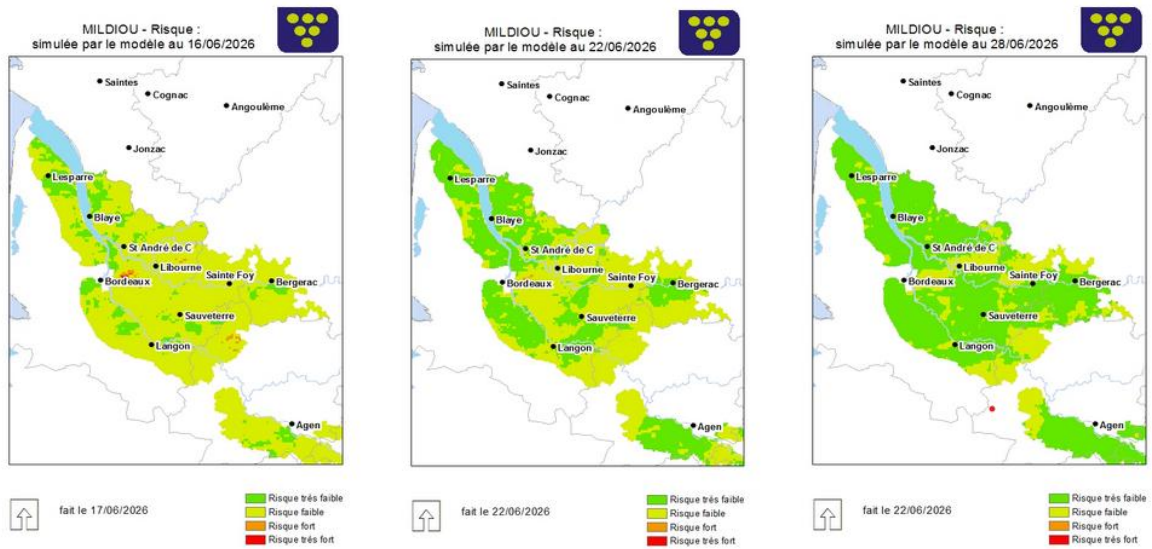 MILDIOU - Risque :
simulée par le modèle au 16/06/2026
Saintes
Cognac
Angoulême
Jonzac
Lesparre
Blaye
St André de C
Libourne
Sainte Foy
Bordeaux
Bergerac
Sauveterre
Langon
Agen
fait le 17/06/2026
Risque très faible
Risque faible
Risque fort
Risque très fort
MILDIOU - Risque :
simulée par le modèle au 22/06/2026
Saintes
Cognac
Angoulême
Jonzac
Lesparre
Blaye
St André de C
Libourne
Sainte Foy
Bordeaux
Bergerac
Sauveterre
Langon
Agen
fait le 22/06/2026
Risque très faible
Risque faible
Risque fort
Risque très fort
MILDIOU - Risque :
simulée par le modèle au 28/06/2026
Saintes
Cognac
Angoulême
Jonzac
Lesparre
Blaye
St André de C
Libourne
Sainte Foy
Bordeaux
Bergerac
Sauveterre
Langon
Agen
fait le 22/06/2026
Risque très faible
Risque faible
Risque fort
Risque très fort